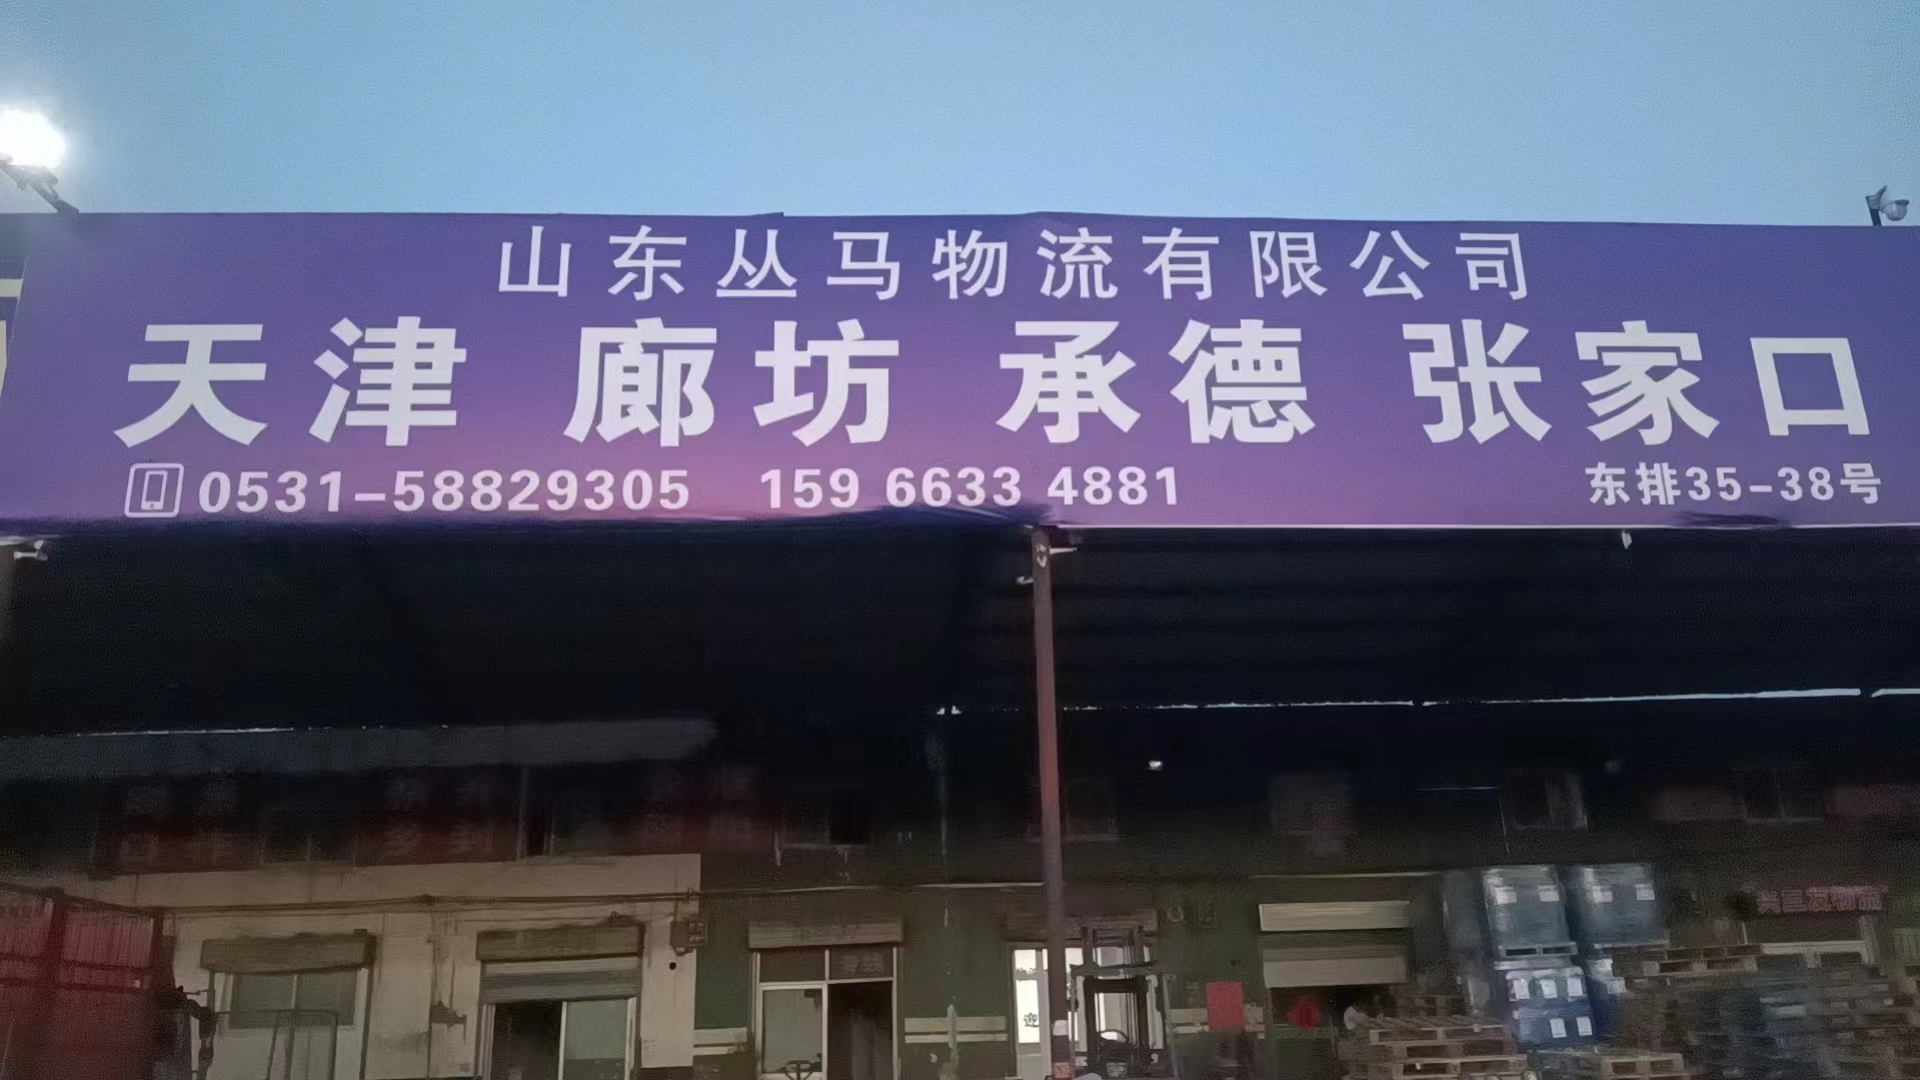 山东丛马物流有限公司
天津 廊坊 承德 张家口
0531-58829305 159 6633 4881
东排35-38号